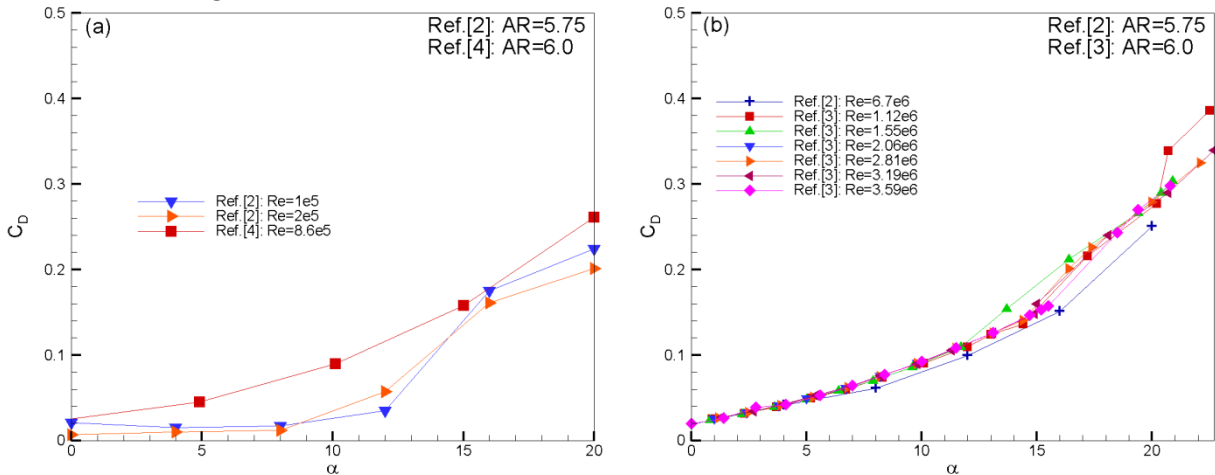 (a)
Ref.[2]: AR=5.75
Ref.[4]: AR=6.0
0.5
0.4
0.3
0.2
0.1
0
C_D
Ref.[2]: Re=1e5
Ref.[2]: Re=2e5
Ref.[4]: Re=8.6e5
0 5 10 15 20
α
(b)
Ref.[2]: AR=5.75
Ref.[3]: AR=6.0
0.5
0.4
0.3
0.2
0.1
0
C_D
Ref.[2]: Re=6.7e6
Ref.[3]: Re=1.12e6
Ref.[3]: Re=1.55e6
Ref.[3]: Re=2.06e6
Ref.[3]: Re=2.81e6
Ref.[3]: Re=3.19e6
Ref.[3]: Re=3.59e6
0 5 10 15 20
α